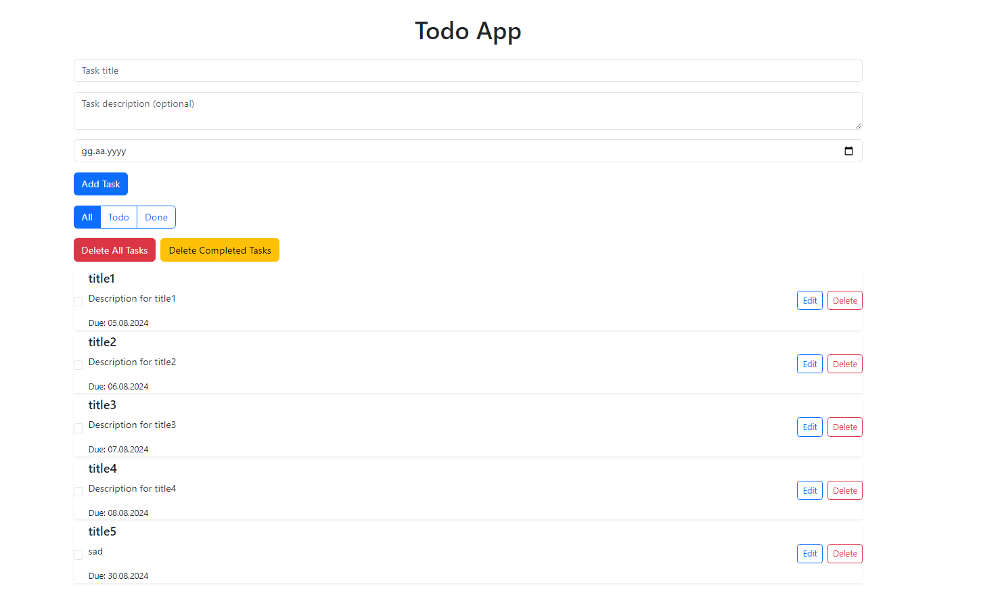 Todo App
Task title
Task description (optional)
gg.aa.yyyy
Add Task
All Todo Done
Delete All Tasks Delete Completed Tasks
title1
Description for title1
Edit Delete
Due: 05.08.2024
title2
Description for title2
Edit Delete
Due: 06.08.2024
title3
Description for title3
Edit Delete
Due: 07.08.2024
title4
Description for title4
Edit Delete
Due: 08.08.2024
title5
sad
Edit Delete
Due: 30.08.2024